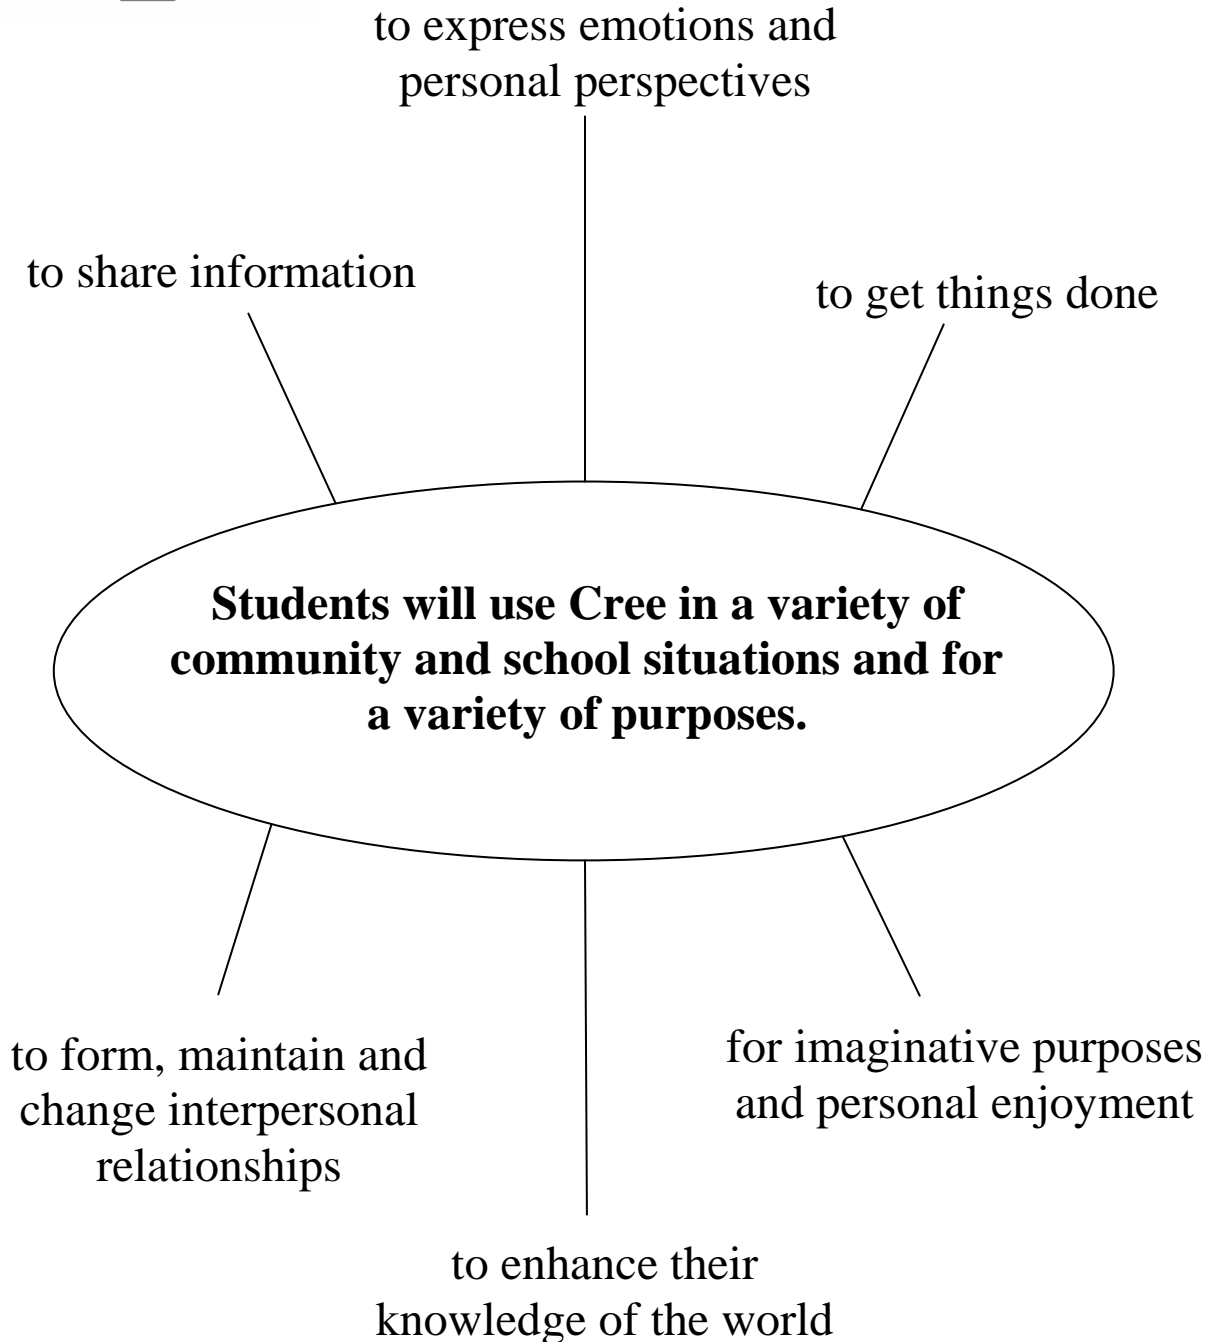 to express emotions and
personal perspectives
to share information
to get things done
Students will use Cree in a variety of
community and school situations and for
a variety of purposes.
to form, maintain and
change interpersonal
relationships
for imaginative purposes
and personal enjoyment
to enhance their
knowledge of the world